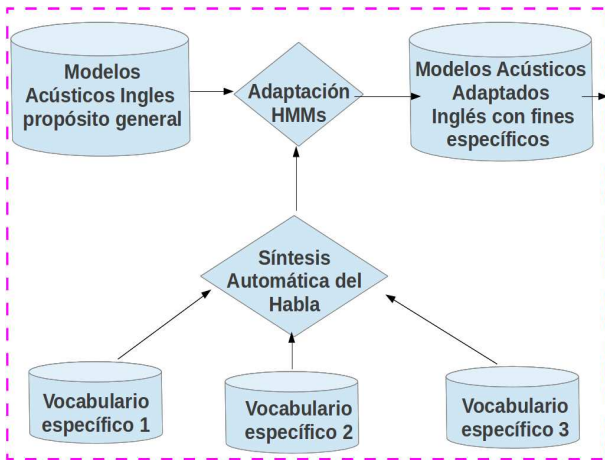 Modelos
Acústicos Ingles
propósito general
Adaptación
HMMs
Modelos Acústicos
Adaptados
Inglés con fines
específicos
Síntesis
Automática del
Habla
Vocabulario
específico 1
Vocabulario
específico 2
Vocabulario
específico 3